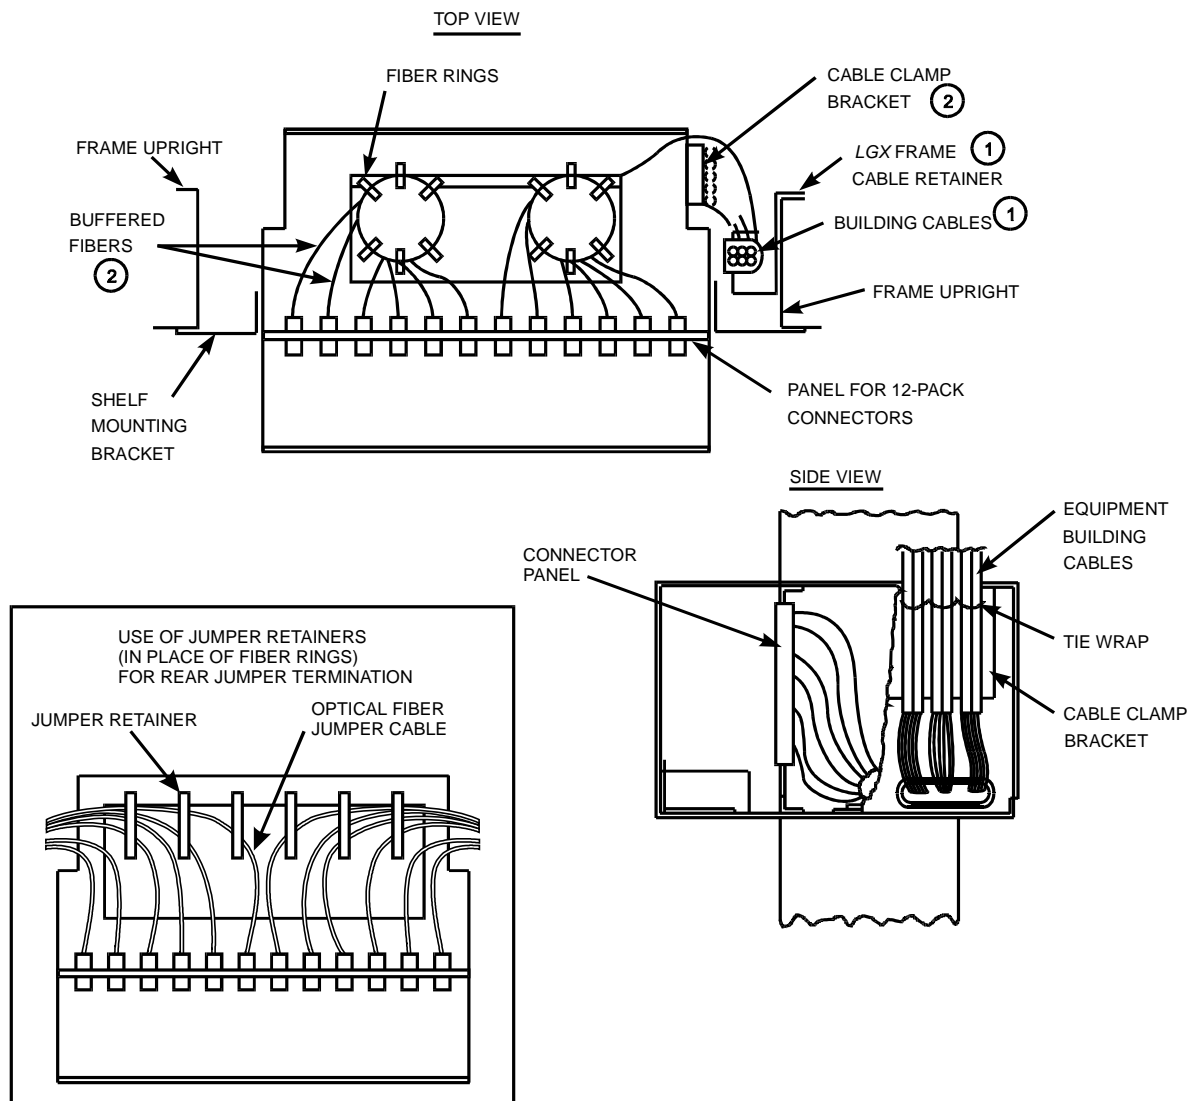 TOP VIEW
FIBER RINGS
CABLE CLAMP
BRACKET 2
FRAME UPRIGHT
LGX FRAME 1
CABLE RETAINER
BUFFERED
FIBERS
2
BUILDING CABLES 1
FRAME UPRIGHT
SHELF
MOUNTING
BRACKET
PANEL FOR 12-PACK
CONNECTORS
SIDE VIEW
EQUIPMENT
BUILDING
CABLES
CONNECTOR
PANEL
TIE WRAP
CABLE CLAMP
BRACKET
USE OF JUMPER RETAINERS
(IN PLACE OF FIBER RINGS)
FOR REAR JUMPER TERMINATION
JUMPER RETAINER
OPTICAL FIBER
JUMPER CABLE